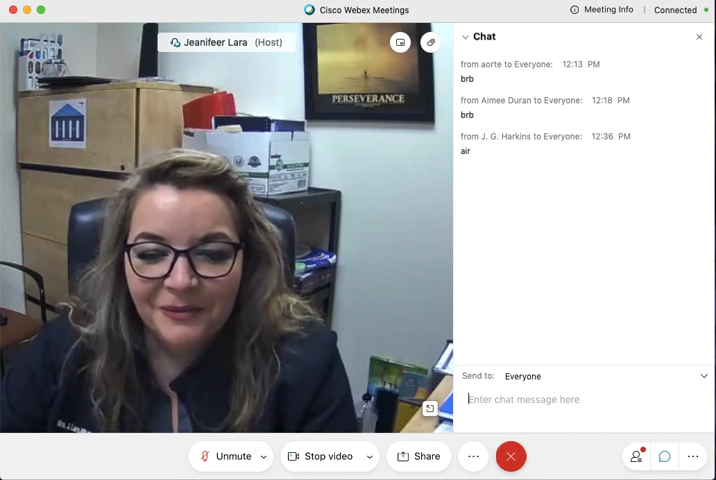 Cisco Webex Meetings
Meeting Info
Connected
Jeanifeer Lara (Host)
PERSEVERANCE
Chat
from aorte to Everyone: 12:13 PM
brb
from Aimee Duran to Everyone: 12:18 PM
brb
from J. G. Harkins to Everyone: 12:36 PM
air
Send to: Everyone
Enter chat message here
Unmute
Stop video
Share